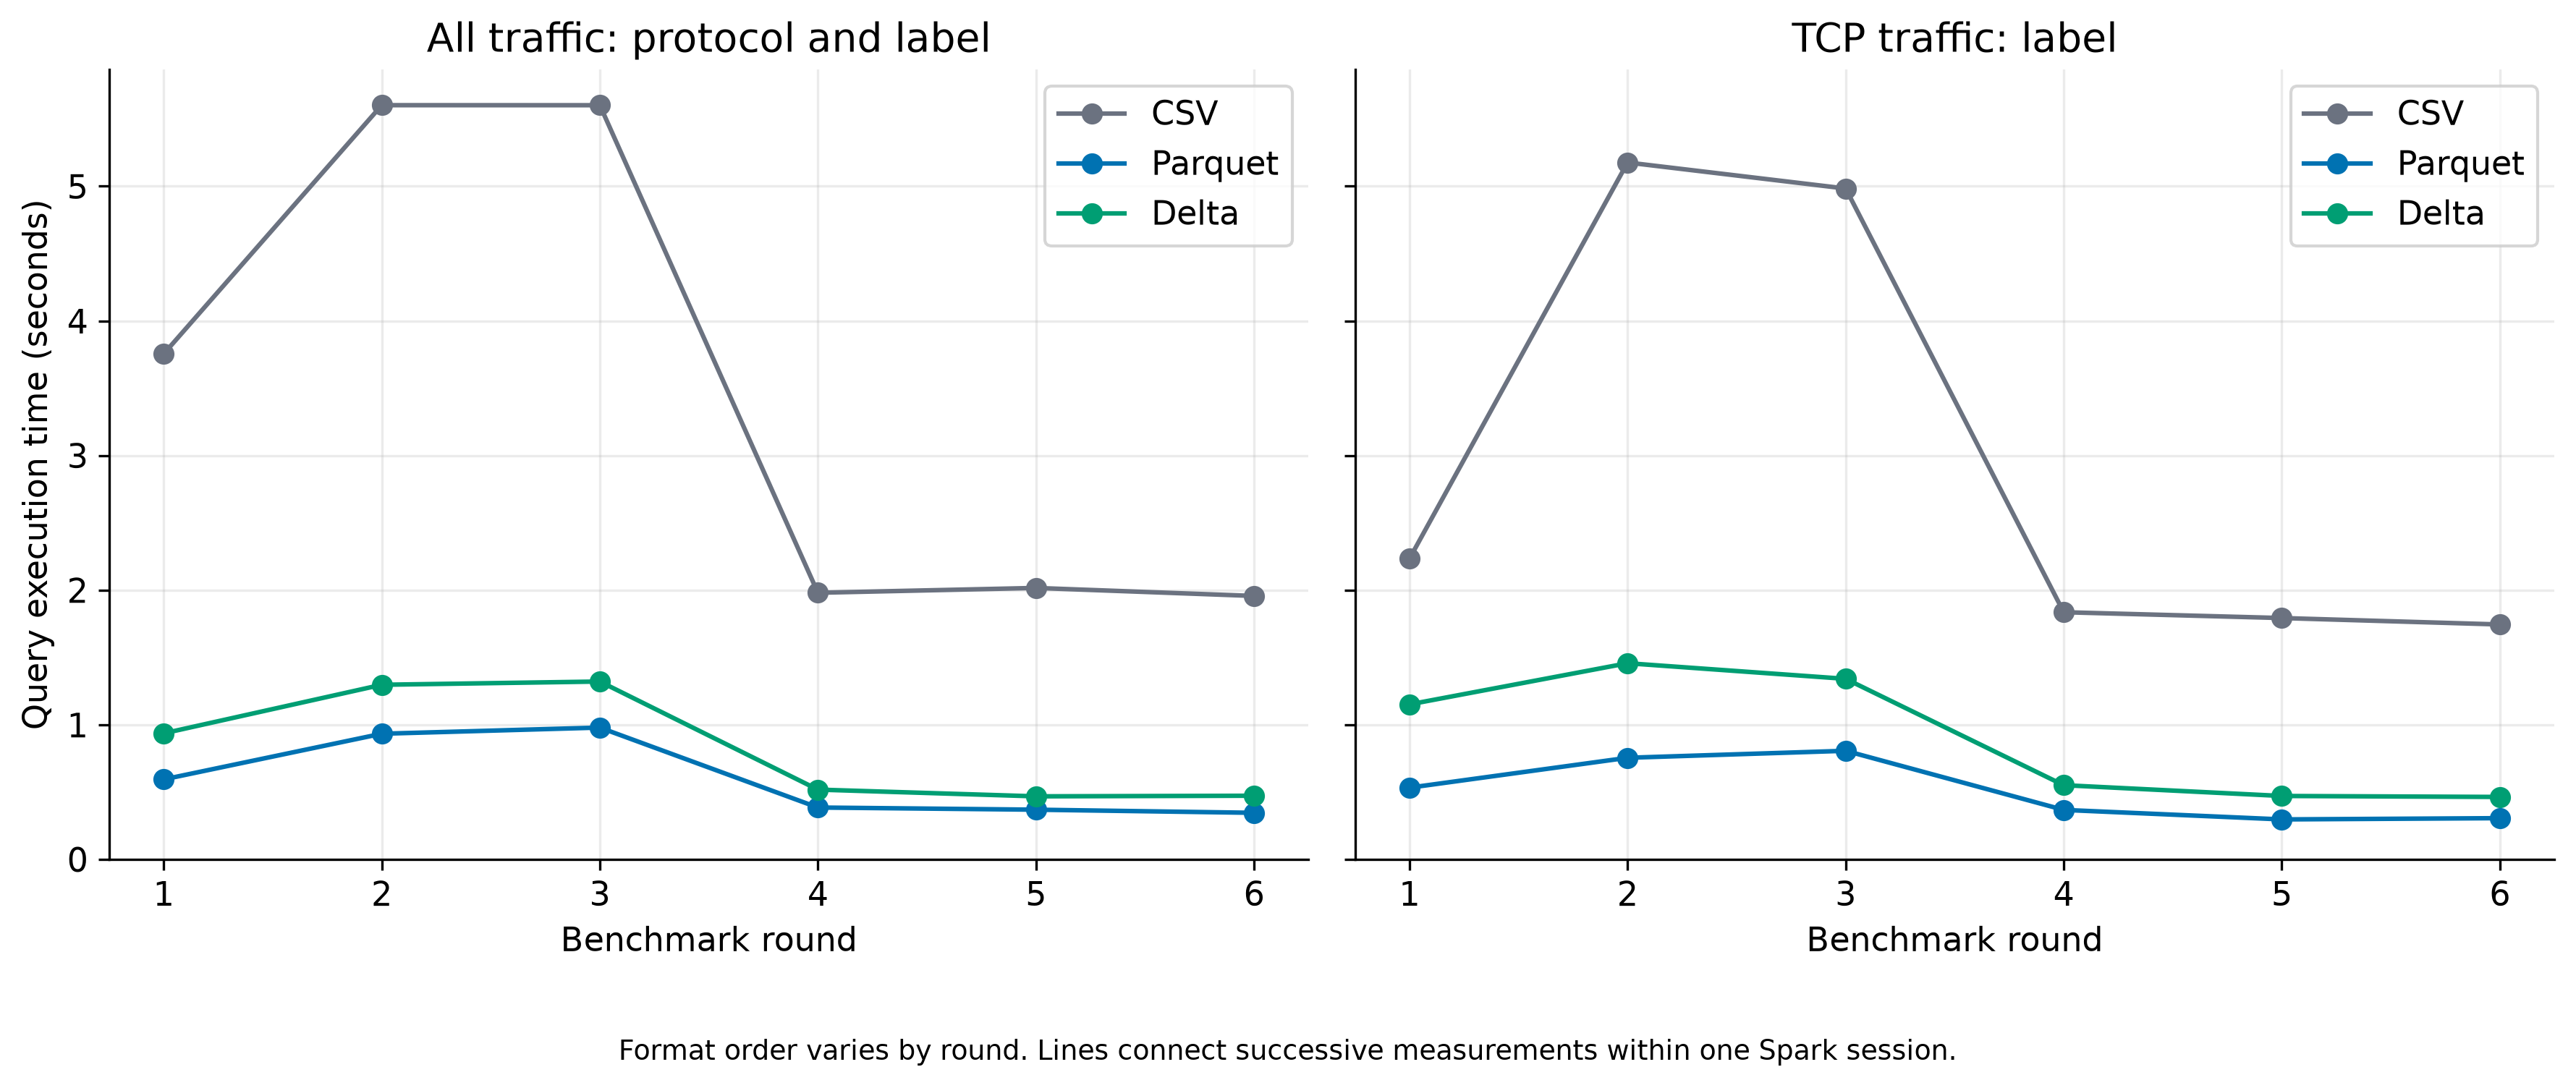 All traffic: protocol and label
Query execution time (seconds)
5
4
3
2
1
0
1 2 3 4 5 6
Benchmark round
CSV
Parquet
Delta
TCP traffic: label
1 2 3 4 5 6
Benchmark round
CSV
Parquet
Delta
Format order varies by round. Lines connect successive measurements within one Spark session.